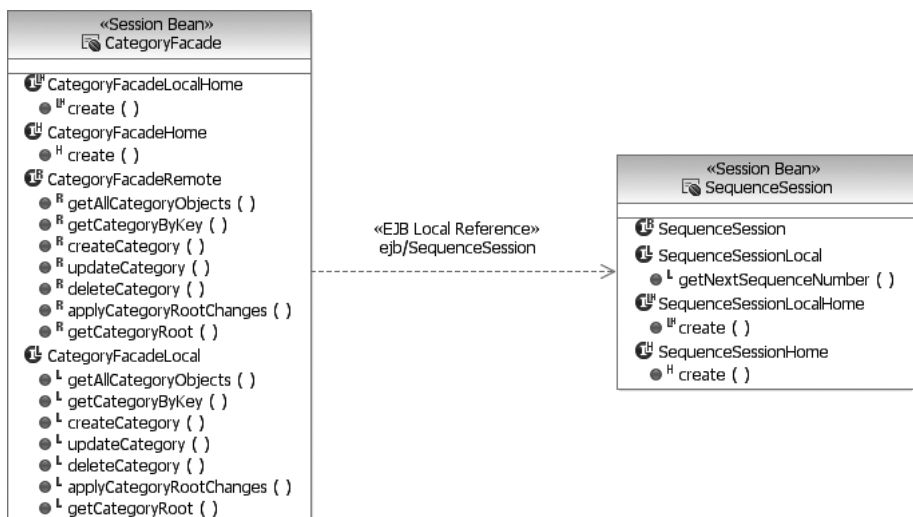 «Session Bean»
CategoryFacade
CategoryFacadeLocalHome
LH create ( )
CategoryFacadeHome
H create ( )
CategoryFacadeRemote
R getAllCategoryObjects ( )
R getCategoryByKey ( )
R createCategory ( )
R updateCategory ( )
R deleteCategory ( )
R applyCategoryRootChanges ( )
R getCategoryRoot ( )
CategoryFacadeLocal
L getAllCategoryObjects ( )
L getCategoryByKey ( )
L createCategory ( )
L updateCategory ( )
L deleteCategory ( )
L applyCategoryRootChanges ( )
L getCategoryRoot ( )
«EJB Local Reference»
ejb/SequenceSession
«Session Bean»
SequenceSession
SequenceSession
SequenceSessionLocal
L getNextSequenceNumber ( )
SequenceSessionLocalHome
LH create ( )
SequenceSessionHome
H create ( )